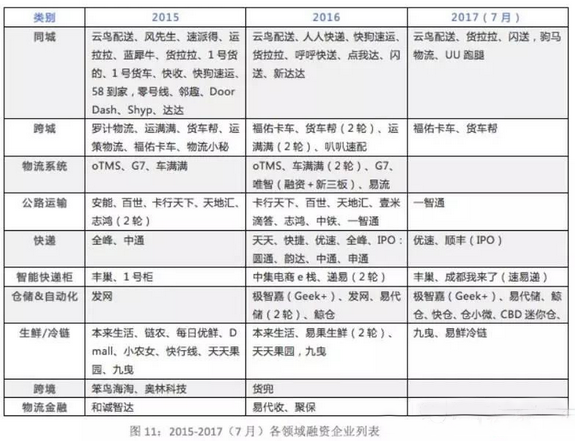 类别 2015 2016 2017（7 月）
同城 云鸟配送、风先生、速派得、云鸟配送、人人快递、快狗速运、云鸟配送、货拉拉、闪送，驹马
拉拉、蓝犀牛、货拉拉、1 号货 货拉拉、呼呼快送、点我达、闪 物流、UU 跑腿
的、1 号货车、快收、快狗速运、送、新达达
58 到家，零号线、邻趣、Door
Dash、Shyp、达达
跨城 罗计物流、运满满、货车帮、运 福佑卡车、货车帮（2 轮）、运 福佑卡车、货车帮
策物流、福佑卡车、物流小秘 满满（2 轮）、叭叭速配
物流系统 oTMS、G7、车满满 oTMS、车满满（2 轮）、G7、
唯智（融资＋新三板）、易流
公路运输 安能、百世、卡行天下、天地汇、卡行天下、百世、天地汇、壹米 一智通
志鸿（2 轮） 滴答、志鸿、中铁、一智通
快递 全峰、中通 天天、快捷、优速、全峰、IPO： 优速、顺丰（IPO）
圆通、韵达、中通、申通
智能快递柜 丰巢、1 号柜 中集电商 e 栈、递易（2 轮） 丰巢、成都我来了（速易递）
仓储&自动化 发网 极智嘉（Geek+）、发网、易代 极智嘉（Geek+）、易代储、鲸
储（2 轮）、鲸仓 仓、快仓、仓小微、CBD 迷你仓、
生鲜/冷链 本来生活、链农、每日优鲜、D 本来生活、易果生鲜（2 轮）、九曳，易鲜冷链
mall、小农女、快行线、天天果 天天果园，九曳
园，九曳
跨境 笨鸟海淘、奥林科技 货兜
物流金融 和诚智达 易代收、聚保
图 11：2015-2017（7 月）各领域融资企业列表